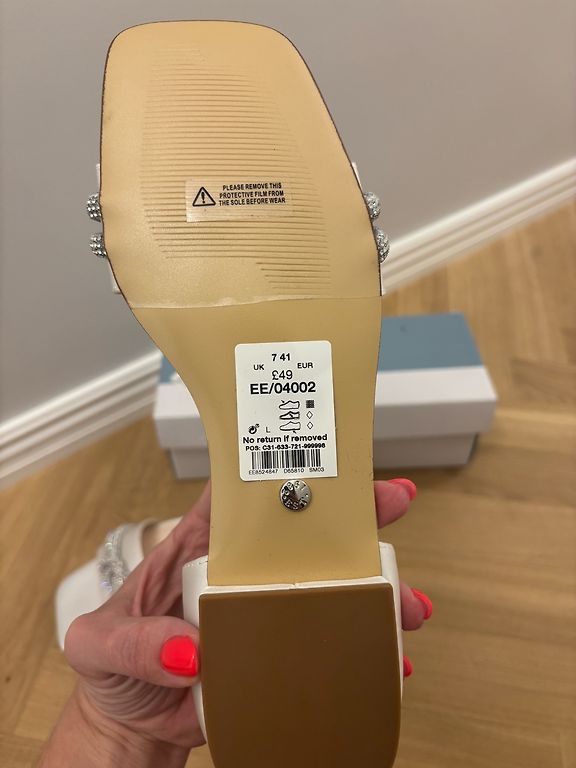 PLEASE REMOVE THIS
PROTECTIVE FILM FROM
THE SOLE BEFORE WEAR
7 41
UK EUR
£49
EE/04002
L
No return if removed
POS: C31-633-721-999998
EE8524847 D65810 SM03